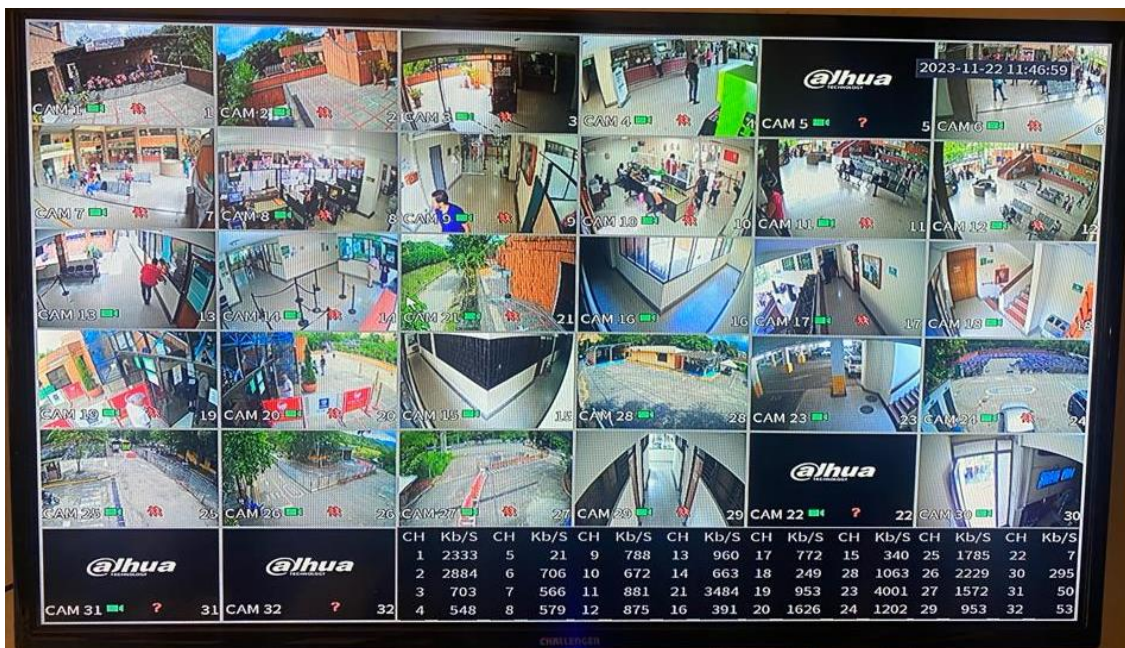 alhua
TECHNOLOGY
2023-11-22 11:46:59
CAM 1 1 CAM 2 2 CAM 3 3 CAM 4 4 CAM 5 ? 5 CAM 6 6
CAM 7 7 CAM 8 8 CAM 9 9 CAM 10 10 CAM 11 11 CAM 12 12
CAM 13 13 CAM 14 14 CAM 21 21 CAM 16 16 CAM 17 17 CAM 18 18
CAM 19 19 CAM 20 20 CAM 15 15 CAM 28 28 CAM 23 23 CAM 24 24
alhua
TECHNOLOGY
CAM 25 25 CAM 26 26 CAM 27 27 CAM 29 29 CAM 22 ? 22 CAM 30 30
CH Kb/S CH Kb/S CH Kb/S CH Kb/S CH Kb/S CH Kb/S CH Kb/S CH Kb/S
1 2333 5 21 9 788 13 960 17 772 15 340 25 1785 22 7
2 2884 6 706 10 672 14 663 18 249 28 1063 26 2229 30 295
3 703 7 566 11 881 21 3484 19 953 23 4001 27 1572 31 50
4 548 8 579 12 875 16 391 20 1626 24 1202 29 953 32 53
alhua
TECHNOLOGY
alhua
TECHNOLOGY
CAM 31 ? 31 CAM 32 ? 32
CHALLENGER